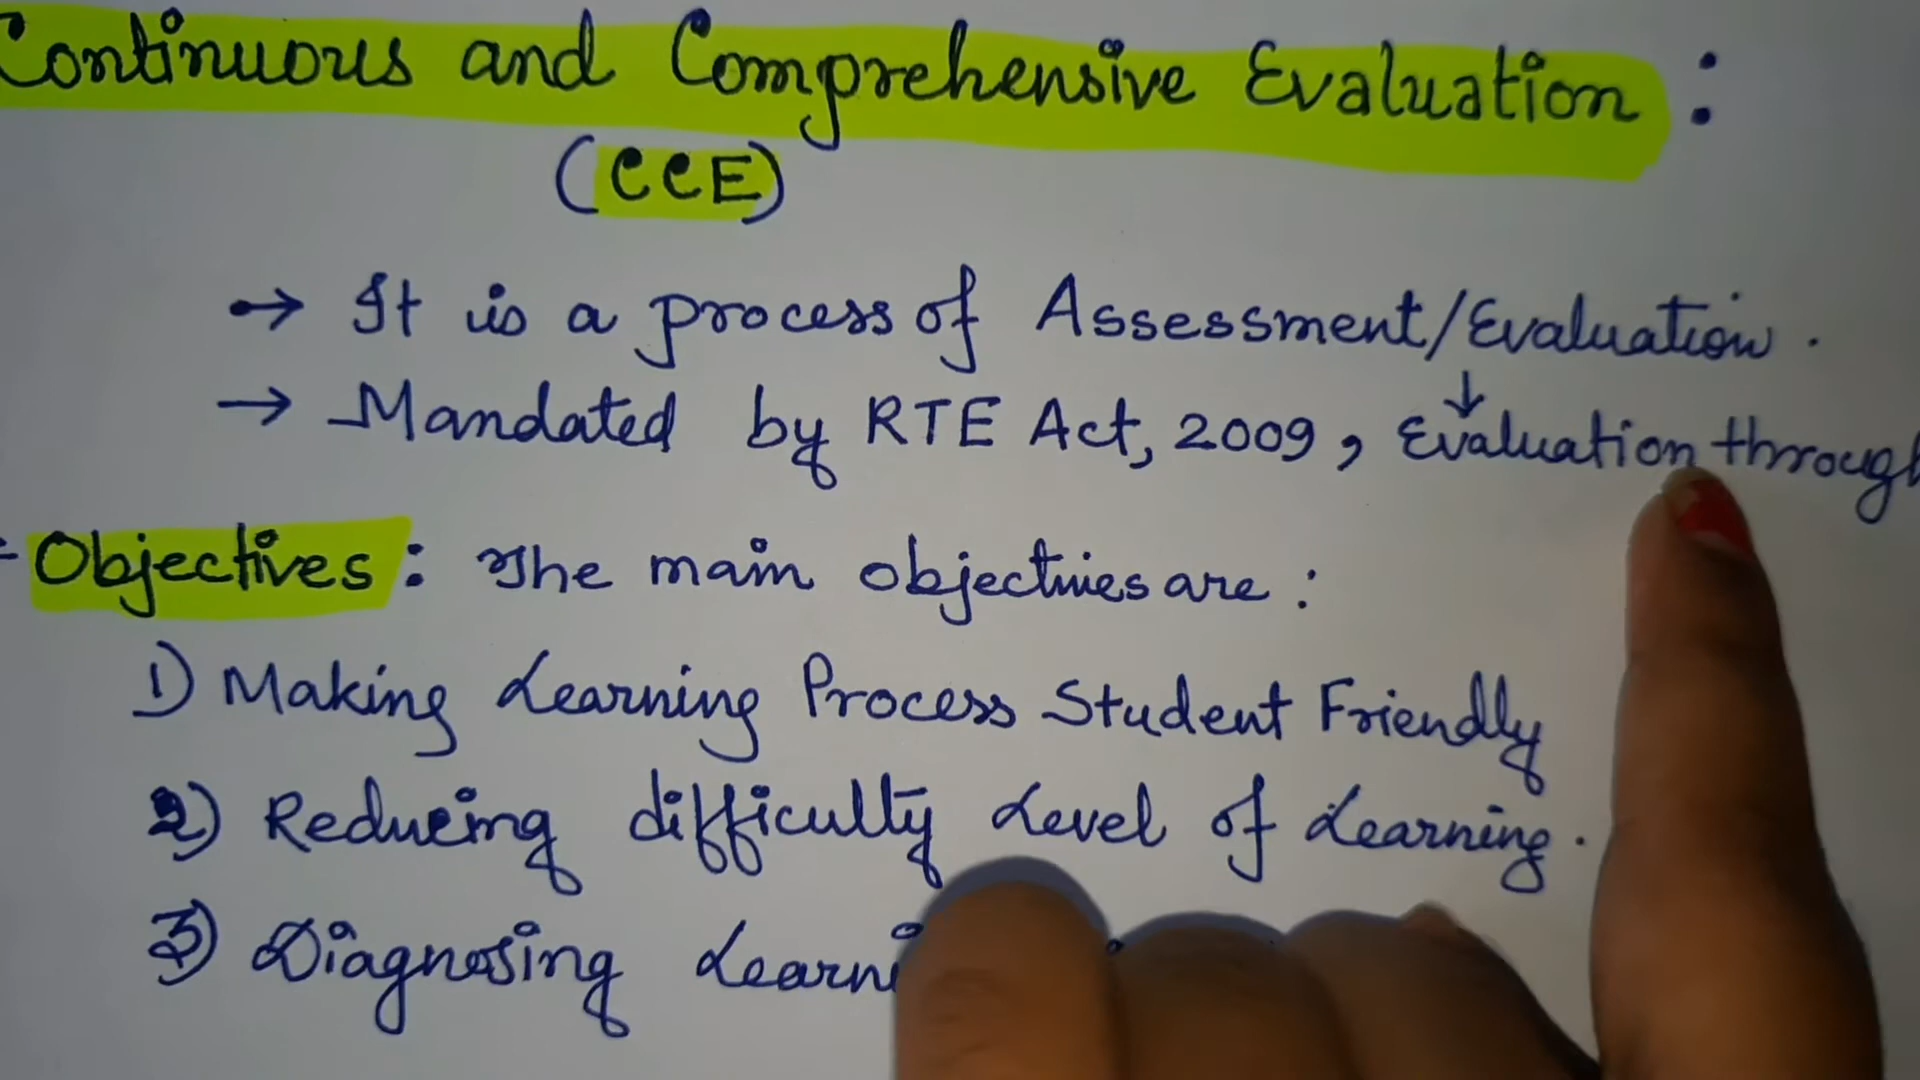 Continuous and Comprehensive Evaluation :
(CCE)
→ It is a process of Assessment/Evaluation.
↓
→ Mandated by RTE Act, 2009, Evaluation through
- Objectives : The main objectives are :
1) Making Learning Process Student Friendly
2) Reducing difficulty Level of Learning.
3) Diagnosing